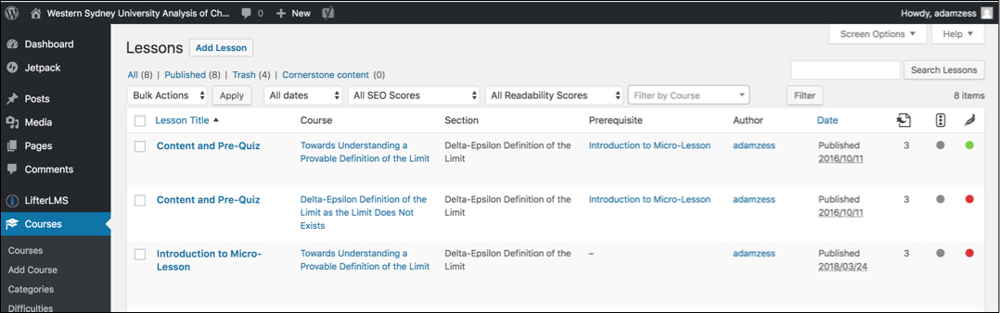 Western Sydney University Analysis of Ch... 0 New Howdy, adamzess
Dashboard
Jetpack
Posts
Media
Pages
Comments
LifterLMS
Courses
Courses
Add Course
Categories
Difficulties
Screen Options Help
Lessons Add Lesson
All (8) | Published (8) | Trash (4) | Cornerstone content (0)
Search Lessons
Bulk Actions Apply All dates All SEO Scores All Readability Scores Filter by Course Filter 8 items
Lesson Title Course Section Prerequisite Author Date
Content and Pre-Quiz
Towards Understanding a
Provable Definition of the Limit
Delta-Epsilon Definition of the
Limit
Introduction to Micro-Lesson
adamzess
Published
2016/10/11
3
Content and Pre-Quiz
Delta-Epsilon Definition of the
Limit as the Limit Does Not
Exists
Delta-Epsilon Definition of the
Limit
Introduction to Micro-Lesson
adamzess
Published
2016/10/11
3
Introduction to Micro-
Lesson
Towards Understanding a
Provable Definition of the Limit
Delta-Epsilon Definition of the
Limit
–
adamzess
Published
2018/03/24
3